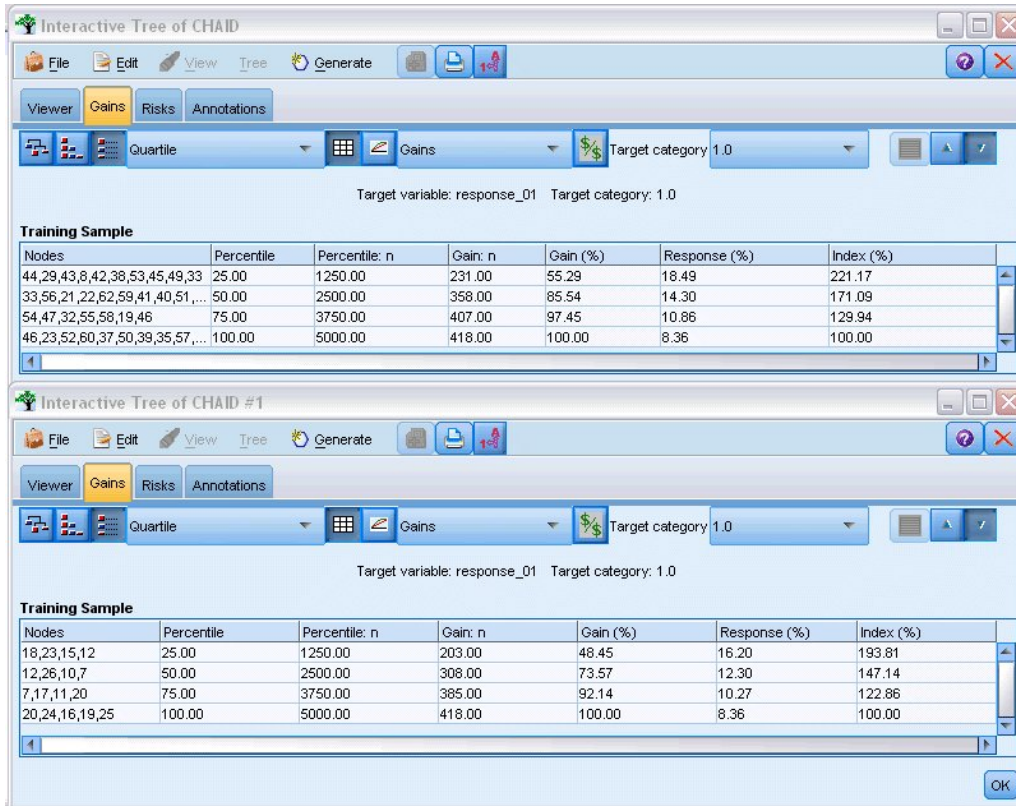 Interactive Tree of CHAID
File Edit View Tree Generate
Viewer Gains Risks Annotations
Quartile Gains Target category 1.0
Target variable: response_01 Target category: 1.0
Training Sample
Nodes Percentile Percentile: n Gain: n Gain (%) Response (%) Index (%)
44,29,43,8,42,38,53,45,49,33 25.00 1250.00 231.00 55.29 18.49 221.17
33,56,21,22,62,59,41,40,51,... 50.00 2500.00 358.00 85.54 14.30 171.09
54,47,32,55,58,19,46 75.00 3750.00 407.00 97.45 10.86 129.94
46,23,52,60,37,50,39,35,57,... 100.00 5000.00 418.00 100.00 8.36 100.00
Interactive Tree of CHAID #1
File Edit View Tree Generate
Viewer Gains Risks Annotations
Quartile Gains Target category 1.0
Target variable: response_01 Target category: 1.0
Training Sample
Nodes Percentile Percentile: n Gain: n Gain (%) Response (%) Index (%)
18,23,15,12 25.00 1250.00 203.00 48.45 16.20 193.81
12,26,10,7 50.00 2500.00 308.00 73.57 12.30 147.14
7,17,11,20 75.00 3750.00 385.00 92.14 10.27 122.86
20,24,16,19,25 100.00 5000.00 418.00 100.00 8.36 100.00
OK